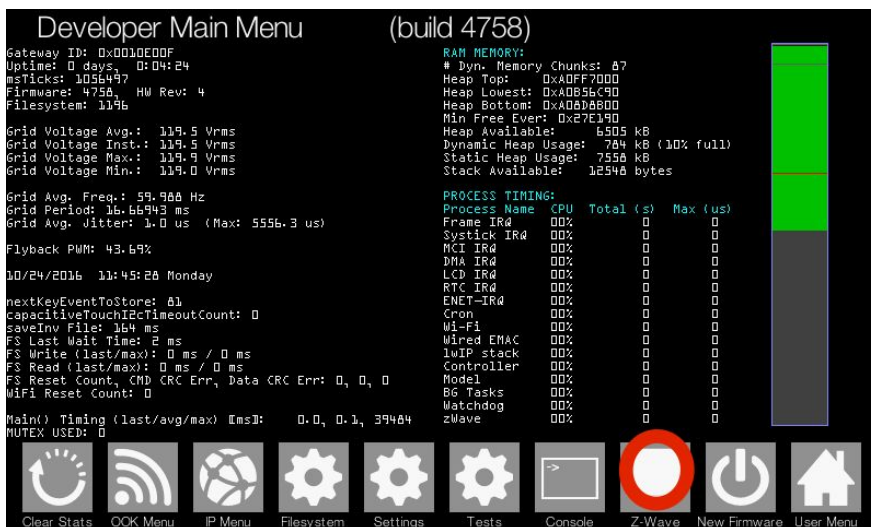 Developer Main Menu (build 4758)
Gateway ID: 0x0010E00F
Uptime: 0 days, 0:04:24
msTicks: 1056497
Firmware: 4758, HW Rev: 4
Filesystem: 1196
Grid Voltage Avg.: 119.5 Vrms
Grid Voltage Inst.: 119.5 Vrms
Grid Voltage Max.: 119.9 Vrms
Grid Voltage Min.: 119.0 Vrms
Grid Avg. Freq.: 59.988 Hz
Grid Period: 16.66943 ms
Grid Avg. Jitter: 1.0 us (Max: 5556.3 us)
Flyback PWM: 43.69%
10/24/2016 11:45:28 Monday
nextKeyEventToStore: 81
capacitiveTouchI2cTimeoutCount: 0
saveInv File: 164 ms
FS Last Wait Time: 2 ms
FS Write (last/max): 0 ms / 0 ms
FS Read (last/max): 0 ms / 0 ms
FS Reset Count, CMD CRC Err, Data CRC Err: 0, 0, 0
WiFi Reset Count: 0
Main() Timing (last/avg/max) [ms]: 0.0, 0.1, 39484
MUTEX USED: 0
RAM MEMORY:
# Dyn. Memory Chunks: 87
Heap Top: 0xA0FF7000
Heap Lowest: 0xA0B56C90
Heap Bottom: 0xA08D8B00
Min Free Ever: 0x27E190
Heap Available: 6505 kB
Dynamic Heap Usage: 784 kB (10% full)
Static Heap Usage: 7558 kB
Stack Available: 12548 bytes
PROCESS TIMING:
Process Name CPU Total (s) Max (us)
Frame IRQ 00% 0 0
Systick IRQ 00% 0 0
MCI IRQ 00% 0 0
DMA IRQ 00% 0 0
LCD IRQ 00% 0 0
RTC IRQ 00% 0 0
ENET-IRQ 00% 0 0
Cron 00% 0 0
Wi-Fi 00% 0 0
Wired EMAC 00% 0 0
lwIP stack 00% 0 0
Controller 00% 0 0
Model 00% 0 0
BG Tasks 00% 0 0
Watchdog 00% 0 0
zWave 00% 0 0
->
Clear Stats OOK Menu IP Menu Filesystem Settings Tests Console Z-Wave New Firmware User Menu